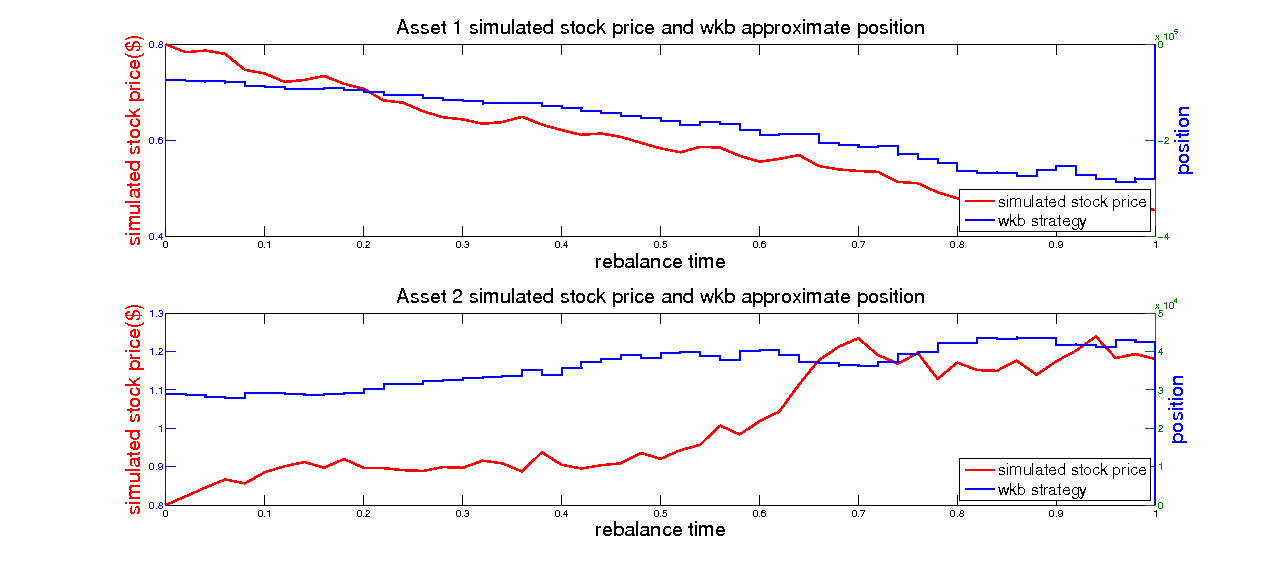 Asset 1 simulated stock price and wkb approximate position
x 10^5
0.8
0.6
0.4
simulated stock price($)
0
-2
-4
position
simulated stock price
wkb strategy
0 0.1 0.2 0.3 0.4 0.5 0.6 0.7 0.8 0.9 1
rebalance time
Asset 2 simulated stock price and wkb approximate position
x 10^4
1.3
1.2
1.1
1
0.9
0.8
simulated stock price($)
5
4
3
2
1
0
position
simulated stock price
wkb strategy
0 0.1 0.2 0.3 0.4 0.5 0.6 0.7 0.8 0.9 1
rebalance time